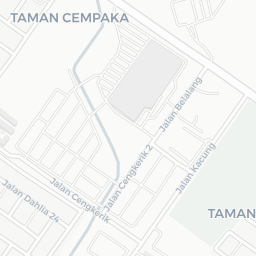 TAMAN CEMPAKA
Jalan Belalang
Jalan Cengkerik 2
Jalan Kacung
Jalan Cengkerik
Jalan Dahlia 24
TAMAN